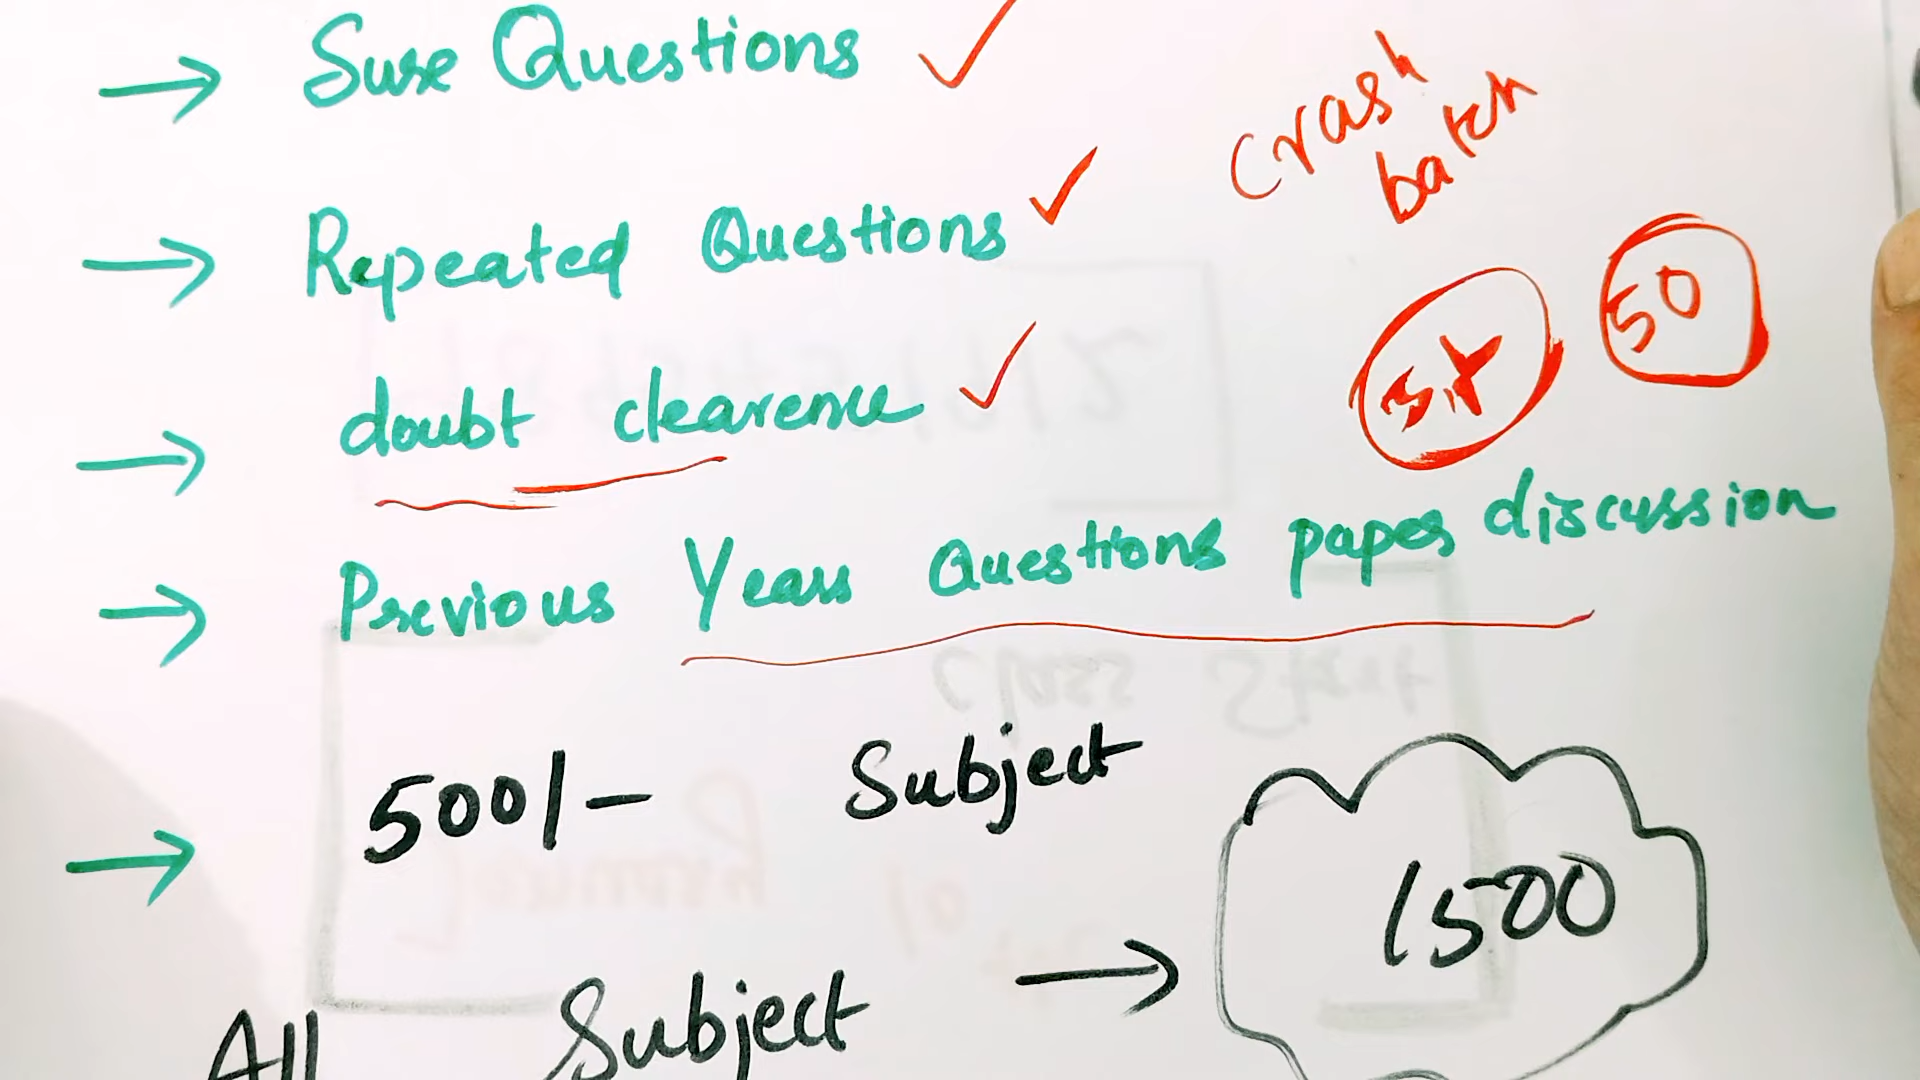 → Sure Questions ✓
crash
batch
→ Repeated Questions ✓
50
→ doubt clearence ✓
→ Previous Years Questions papes discussion
→ 500/- Subject
All Subject → 1500